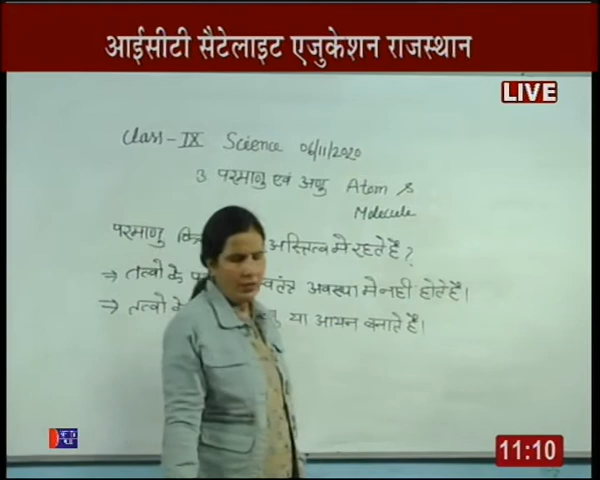 आईसीटी सैटेलाइट एजुकेशन राजस्थान
LIVE
Class-IX Science 06/11/2020
3 परमाणु एवं अणु Atom &
Molecule
परमाणु अस्तित्व मे रहते है?
→ तत्वो के अवस्था मे नही होते है।
→ तत्वो के या आयन बनाते है।
11:10